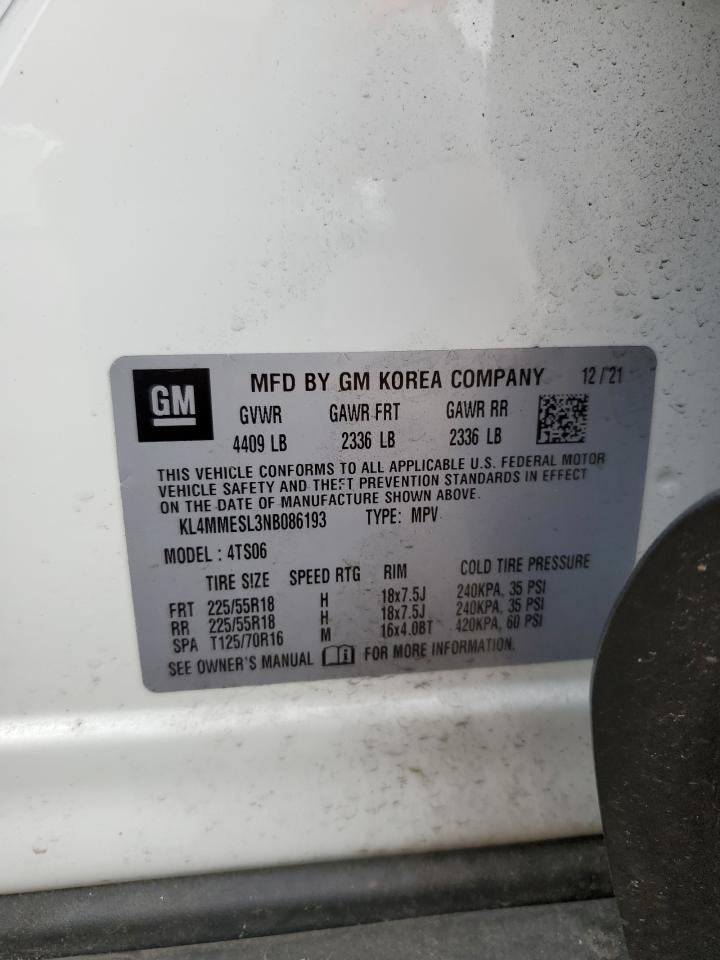 GM
MFD BY GM KOREA COMPANY 12 / '21
GVWR GAWR FRT GAWR RR
4409 LB 2336 LB 2336 LB
THIS VEHICLE CONFORMS TO ALL APPLICABLE U.S. FEDERAL MOTOR
VEHICLE SAFETY AND THEFT PREVENTION STANDARDS IN EFFECT
ON THE DATE OF MANUFACTURE SHOWN ABOVE.
KL4MMESL3NB086193 TYPE: MPV
MODEL : 4TS06
TIRE SIZE SPEED RTG RIM COLD TIRE PRESSURE
FRT 225/55R18 H 18x7.5J 240KPA, 35 PSI
RR 225/55R18 H 18x7.5J 240KPA, 35 PSI
SPA T125/70R16 M 16x4.0BT 420KPA, 60 PSI
SEE OWNER'S MANUAL FOR MORE INFORMATION.